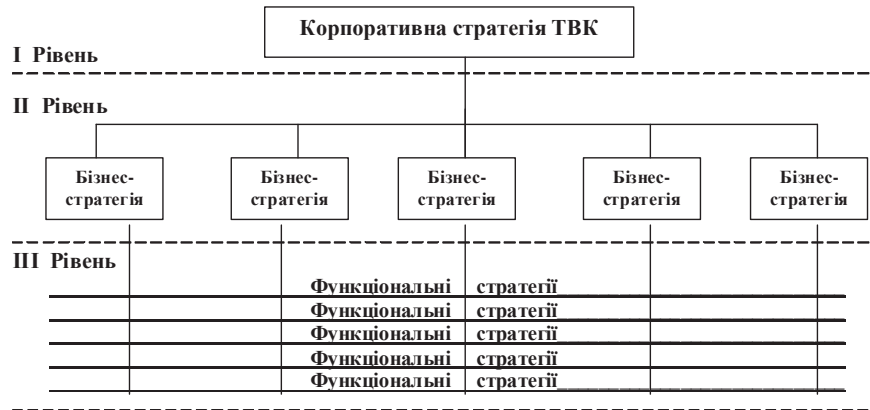 Корпоративна стратегія ТВК
I Рівень
II Рівень
Бізнес-
стратегія
Бізнес-
стратегія
Бізнес-
стратегія
Бізнес-
стратегія
Бізнес-
стратегія
III Рівень
Функціональні стратегії
Функціональні стратегії
Функціональні стратегії
Функціональні стратегії
Функціональні стратегії